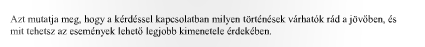 Azt mutatja meg, hogy a kérdéssel kapcsolatban milyen történések várhatók rád a jövőben, és
mit tehetsz az események lehető legjobb kimenetele érdekében.